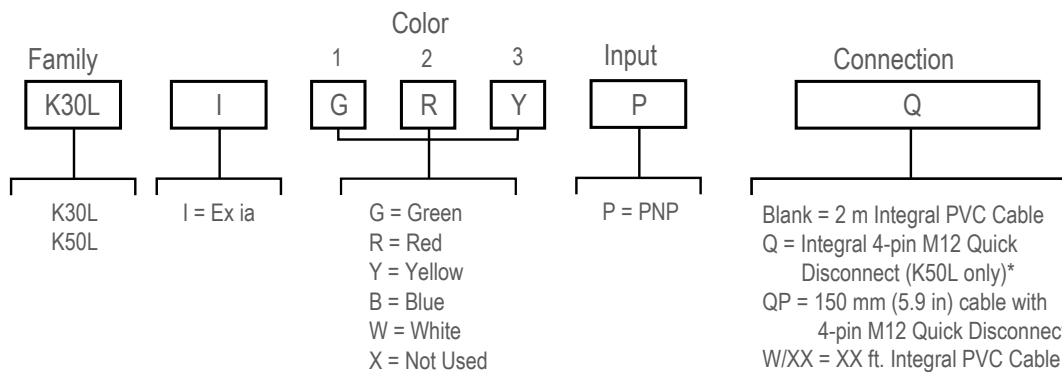 Color
Family 1 2 3 Input Connection
K30L I G R Y P Q
K30L
K50L
I = Ex ia
G = Green
R = Red
Y = Yellow
B = Blue
W = White
X = Not Used
P = PNP
Blank = 2 m Integral PVC Cable
Q = Integral 4-pin M12 Quick
Disconnect (K50L only)*
QP = 150 mm (5.9 in) cable with
4-pin M12 Quick Disconnec
W/XX = XX ft. Integral PVC Cable